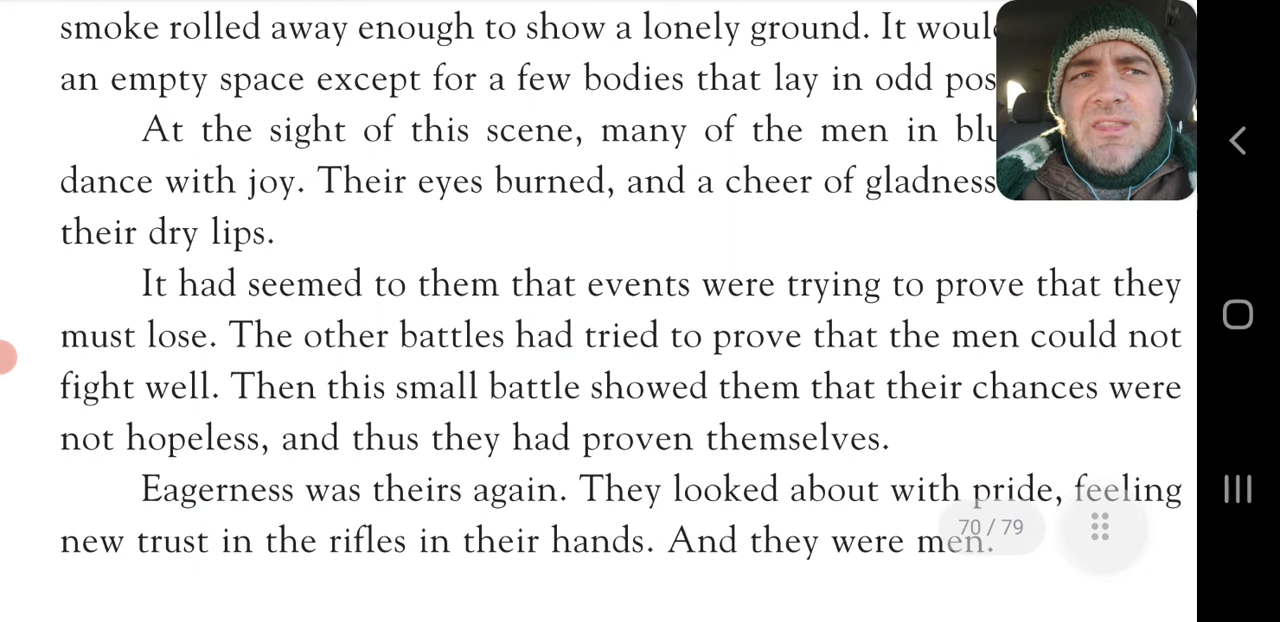 smoke rolled away enough to show a lonely ground. It
an empty space except for a few bodies that lay in odd
At the sight of this scene, many of the men in
dance with joy. Their eyes burned, and a cheer of gladness
their dry lips.
It had seemed to them that events were trying to prove that they
must lose. The other battles had tried to prove that the men could not
fight well. Then this small battle showed them that their chances were
not hopeless, and thus they had proven themselves.
Eagerness was theirs again. They looked about with pride, feeling
new trust in the rifles in their hands. And they were men.
70 / 79